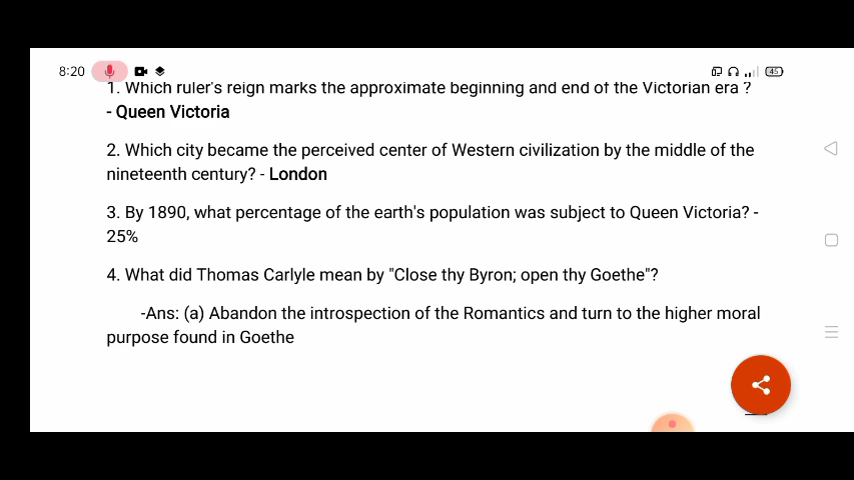 8:20
45
1. Which ruler's reign marks the approximate beginning and end of the Victorian era ?
- Queen Victoria
2. Which city became the perceived center of Western civilization by the middle of the
nineteenth century? - London
3. By 1890, what percentage of the earth's population was subject to Queen Victoria? -
25%
4. What did Thomas Carlyle mean by "Close thy Byron; open thy Goethe"?
-Ans: (a) Abandon the introspection of the Romantics and turn to the higher moral
purpose found in Goethe